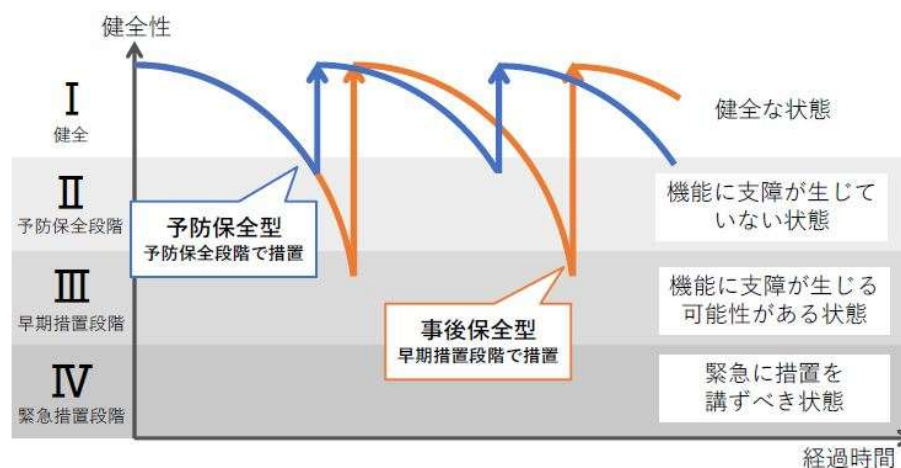 健全性
Ⅰ
健全
健全な状態
Ⅱ
予防保全段階
予防保全型
予防保全段階で措置
機能に支障が生じて
いない状態
Ⅲ
早期措置段階
事後保全型
早期措置段階で措置
機能に支障が生じる
可能性がある状態
Ⅳ
緊急措置段階
緊急に措置を
講ずべき状態
経過時間